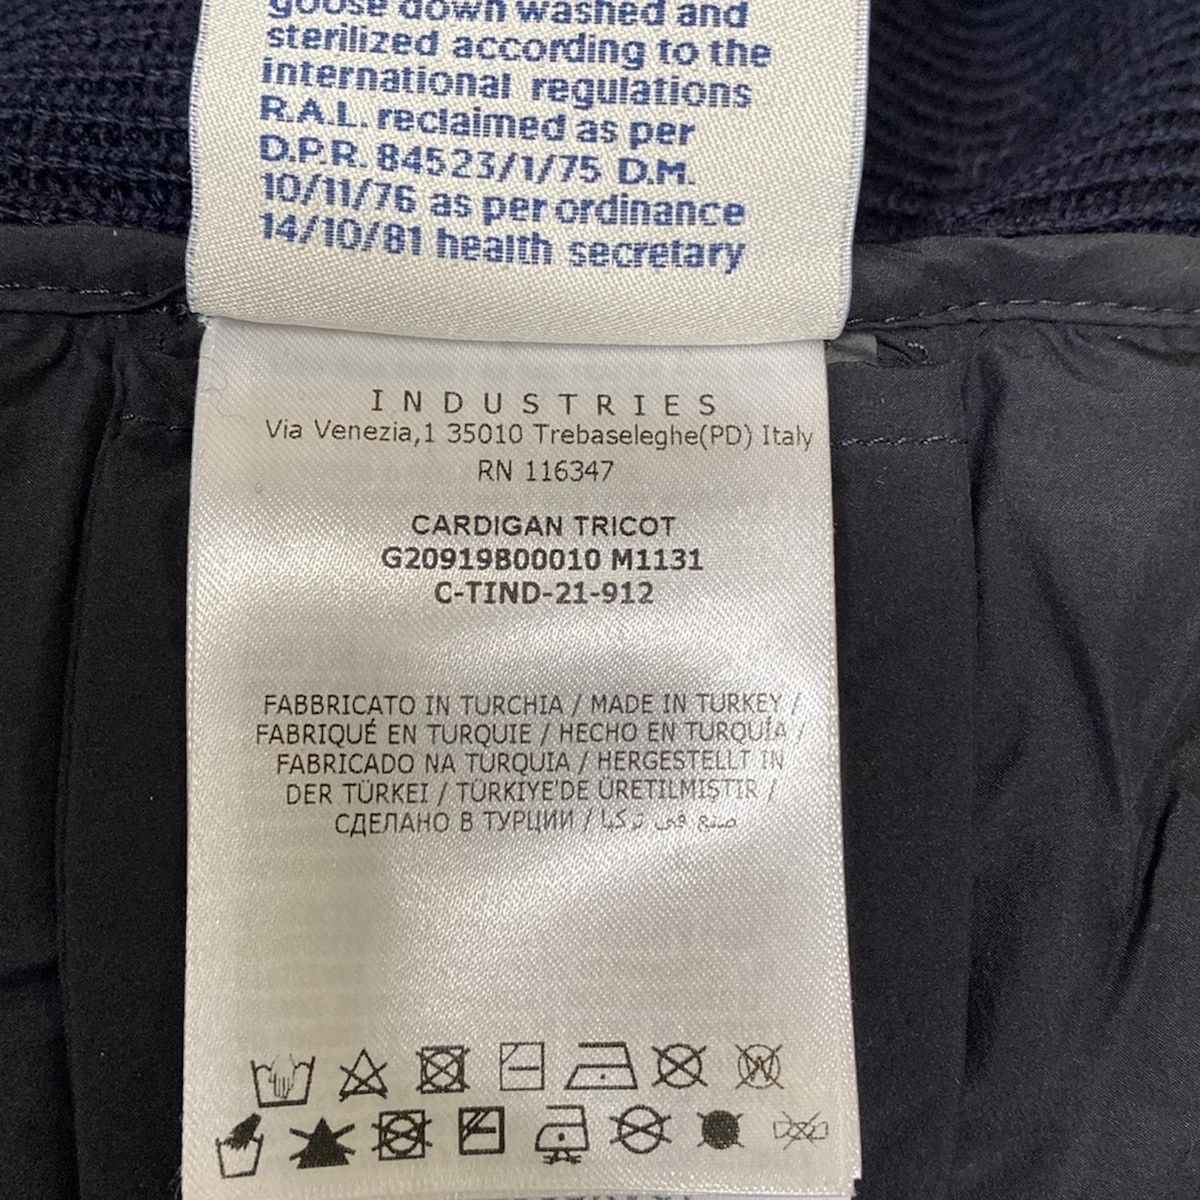 goose down washed and
sterilized according to the
international regulations
R.A.L. reclaimed as per
D.P.R. 84523/1/75 D.M.
10/11/76 as per ordinance
14/10/81 health secretary
INDUSTRIES
Via Venezia,1 35010 Trebaseleghe(PD) Italy
RN 116347
CARDIGAN TRICOT
G20919B00010 M1131
C-TIND-21-912
FABBRICATO IN TURCHIA / MADE IN TURKEY /
FABRIQUÉ EN TURQUIE / HECHO EN TURQUÍA /
FABRICADO NA TURQUIA / HERGESTELLT IN
DER TÜRKEI / TÜRKIYE'DE ÜRETILMIŞTIR /
СДЕЛАНО В ТУРЦИИ / صنع في تركيا
W